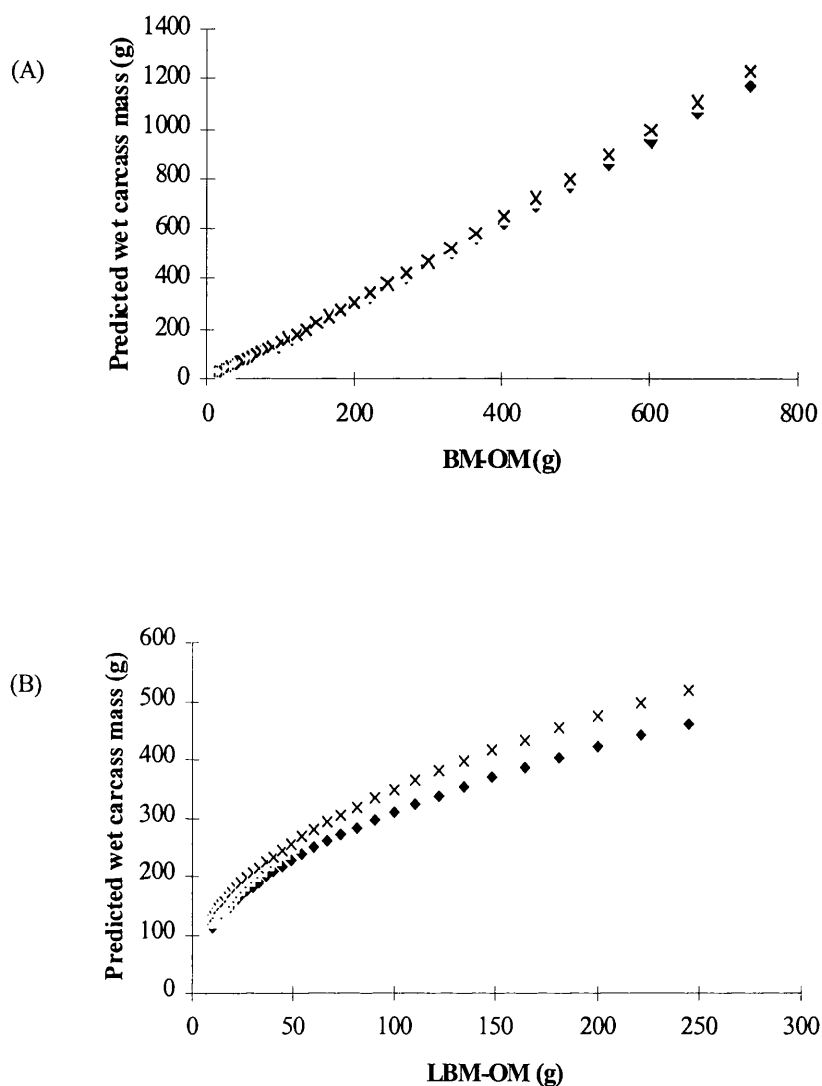 (A)
Predicted wet carcass mass (g)
1400
1200
1000
800
600
400
200
0
0 200 400 600 800
BM-OM (g)
(B)
Predicted wet carcass mass (g)
600
500
400
300
200
100
0
0 50 100 150 200 250 300
LBM-OM (g)